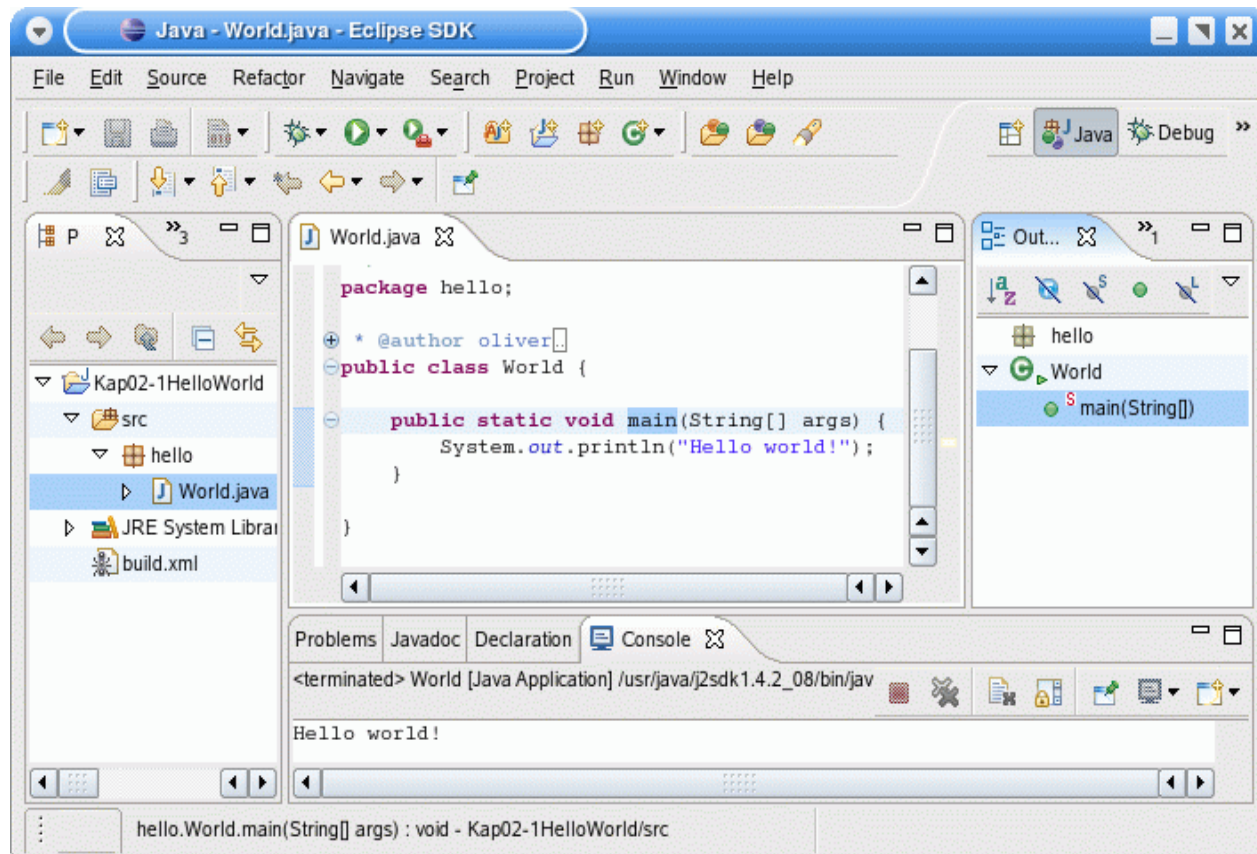 Java - World.java - Eclipse SDK
File Edit Source Refactor Navigate Search Project Run Window Help
Java Debug »
P »3
World.java
Out... »1
package hello;
* @author oliver..
public class World {
public static void main(String[] args) {
System.out.println("Hello world!");
}
}
Kap02-1HelloWorld
src
hello
World.java
JRE System Librar
build.xml
hello
World
S main(String[])
Problems Javadoc Declaration Console
<terminated> World [Java Application] /usr/java/j2sdk1.4.2_08/bin/jav
Hello world!
hello.World.main(String[] args) : void - Kap02-1HelloWorld/src